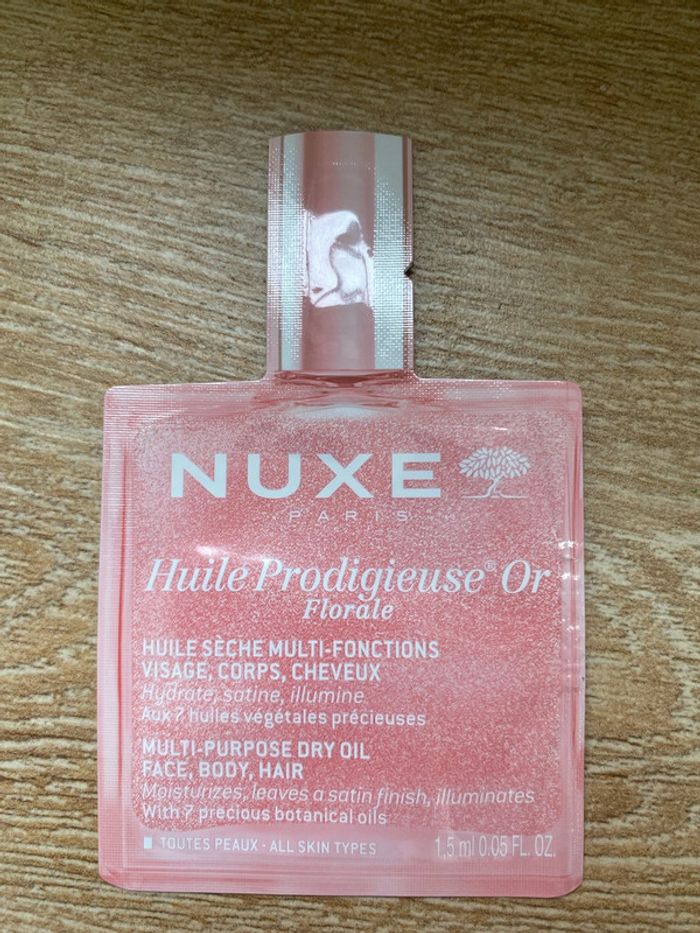 NUXE
PARIS
Huile Prodigieuse® Or
Florale
HUILE SÈCHE MULTI-FONCTIONS
VISAGE, CORPS, CHEVEUX
Hydrate, satine, illumine
Aux 7 huiles végétales précieuses
MULTI-PURPOSE DRY OIL
FACE, BODY, HAIR
Moisturizes, leaves a satin finish, illuminates
With 7 precious botanical oils
TOUTES PEAUX - ALL SKIN TYPES
1,5 ml 0.05 FL. OZ.